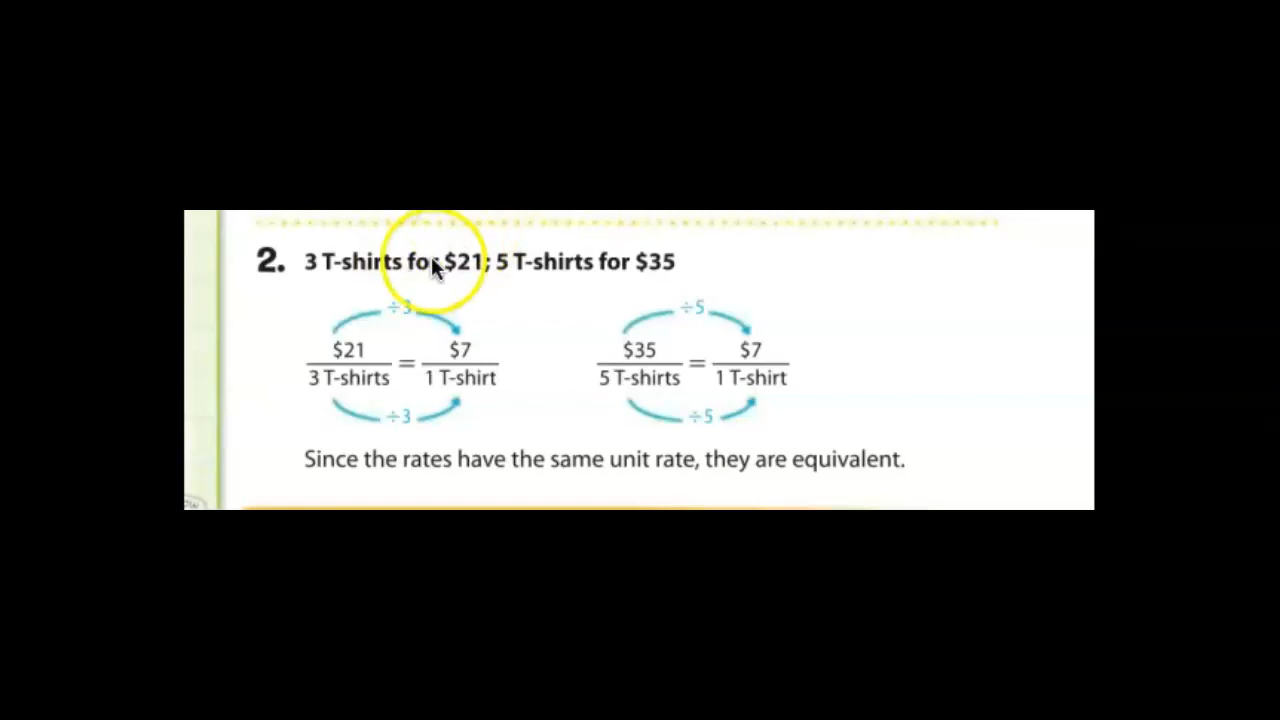 2. 3 T-shirts for $21; 5 T-shirts for $35
÷3 ÷5
$21 = $7 $35 = $7
3 T-shirts 1 T-shirt 5 T-shirts 1 T-shirt
÷3 ÷5
Since the rates have the same unit rate, they are equivalent.